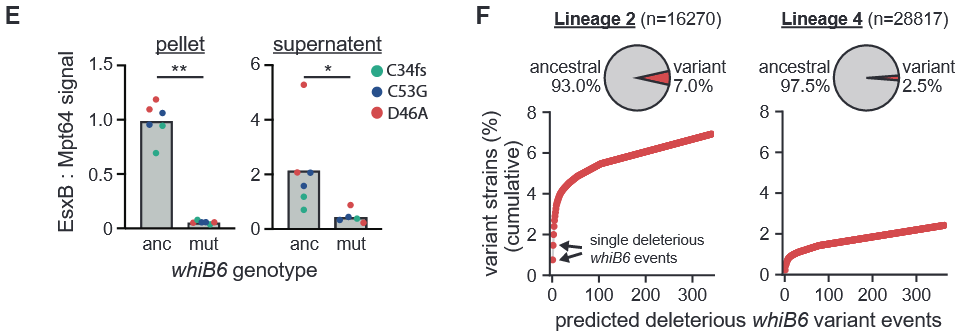 E
pellet
supernatent
EsxB : Mpt64 signal
1.5
1.0
0.5
0
**
anc
mut
6
4
2
0
*
anc
mut
C34fs
C53G
D46A
whiB6 genotype
F
Lineage 2 (n=16270)
ancestral
93.0%
variant
7.0%
variant strains (%)
(cumulative)
8
6
4
2
0
single deleterious
whiB6 events
0
100
200
300
Lineage 4 (n=28817)
ancestral
97.5%
variant
2.5%
8
6
4
2
0
0
100
200
300
predicted deleterious whiB6 variant events